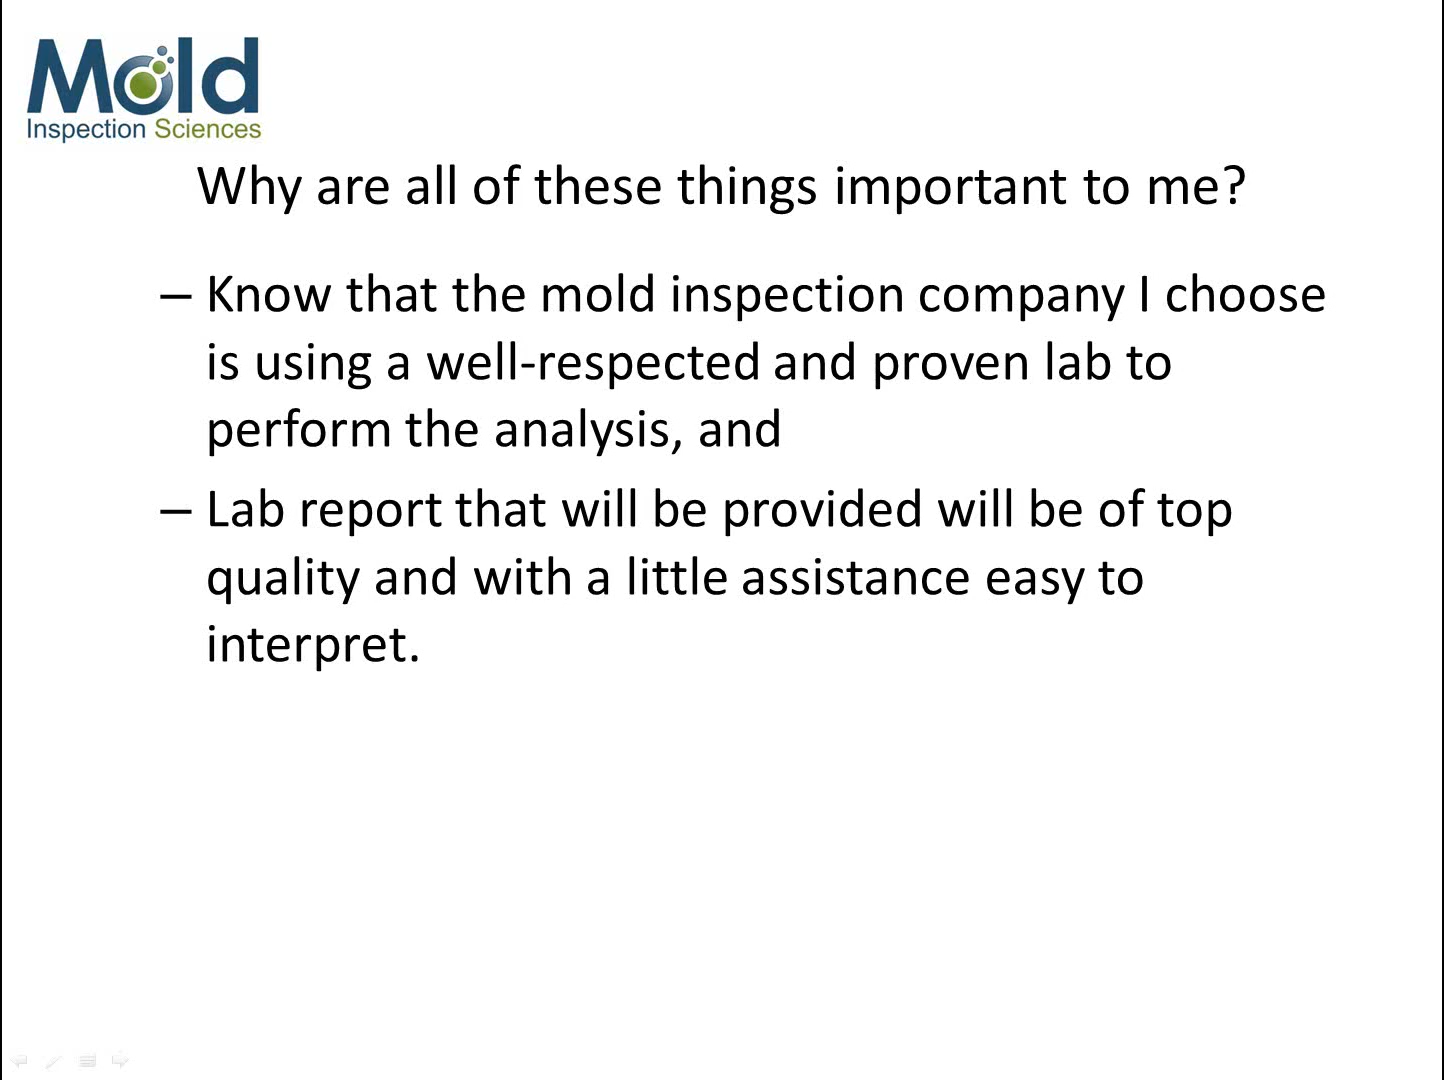 Mold
Inspection Sciences
Why are all of these things important to me?
– Know that the mold inspection company I choose
is using a well-respected and proven lab to
perform the analysis, and
– Lab report that will be provided will be of top
quality and with a little assistance easy to
interpret.